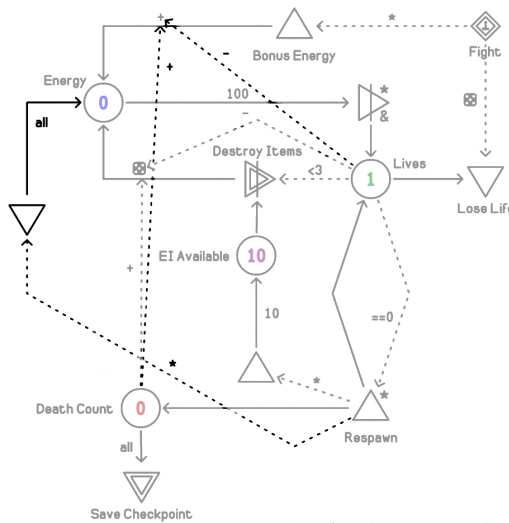 +
*
1
Bonus Energy
Fight
-
+
Energy
100
*
0
&
all
-
Destroy Items
Lives
<3
1
Lose Life
EI Available
10
+
10
==0
*
*
*
Death Count
0
Respawn
all
Save Checkpoint